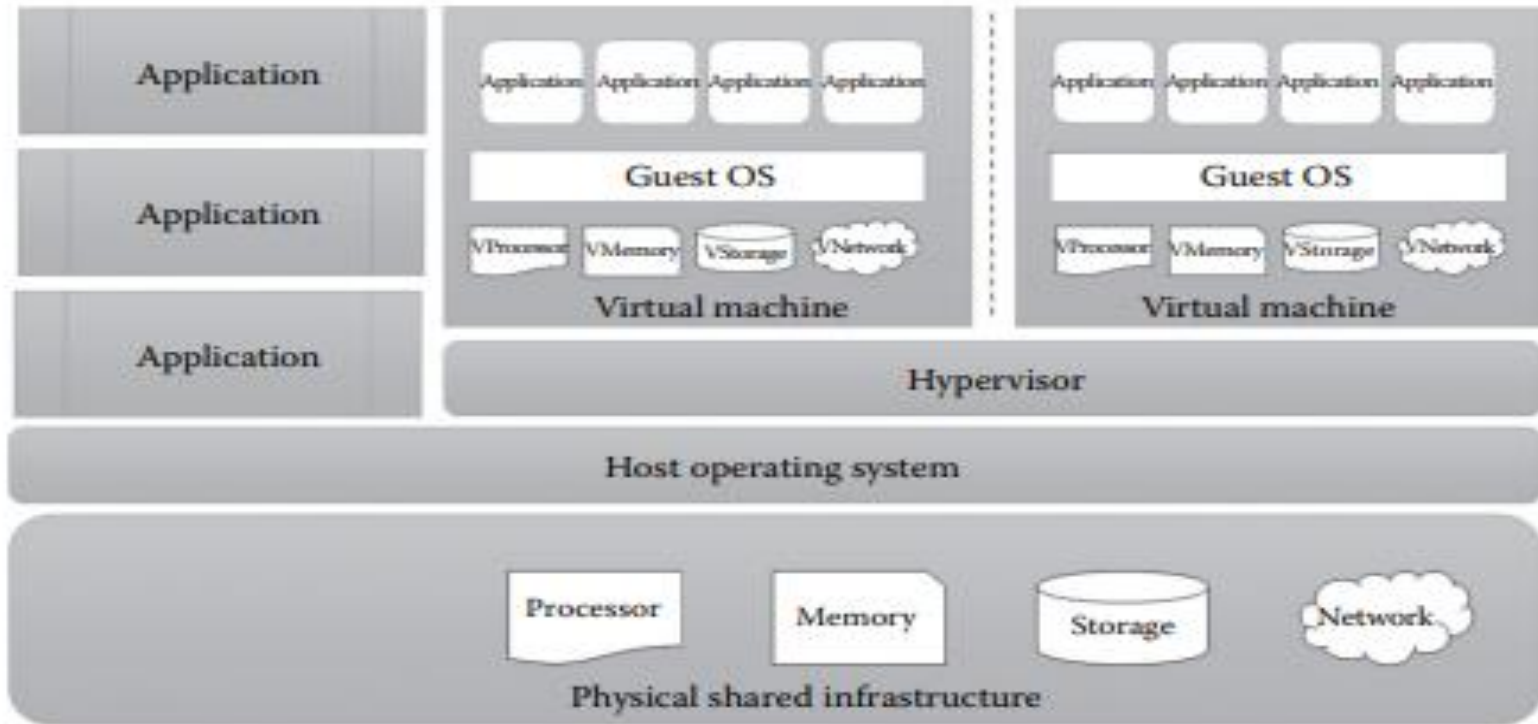 Application
Application
Application
Application Application Application Application
Guest OS
VProcessor VMemory VStorage VNetwork
Virtual machine
Application Application Application Application
Guest OS
VProcessor VMemory VStorage VNetwork
Virtual machine
Hypervisor
Host operating system
Processor Memory Storage Network
Physical shared infrastructure